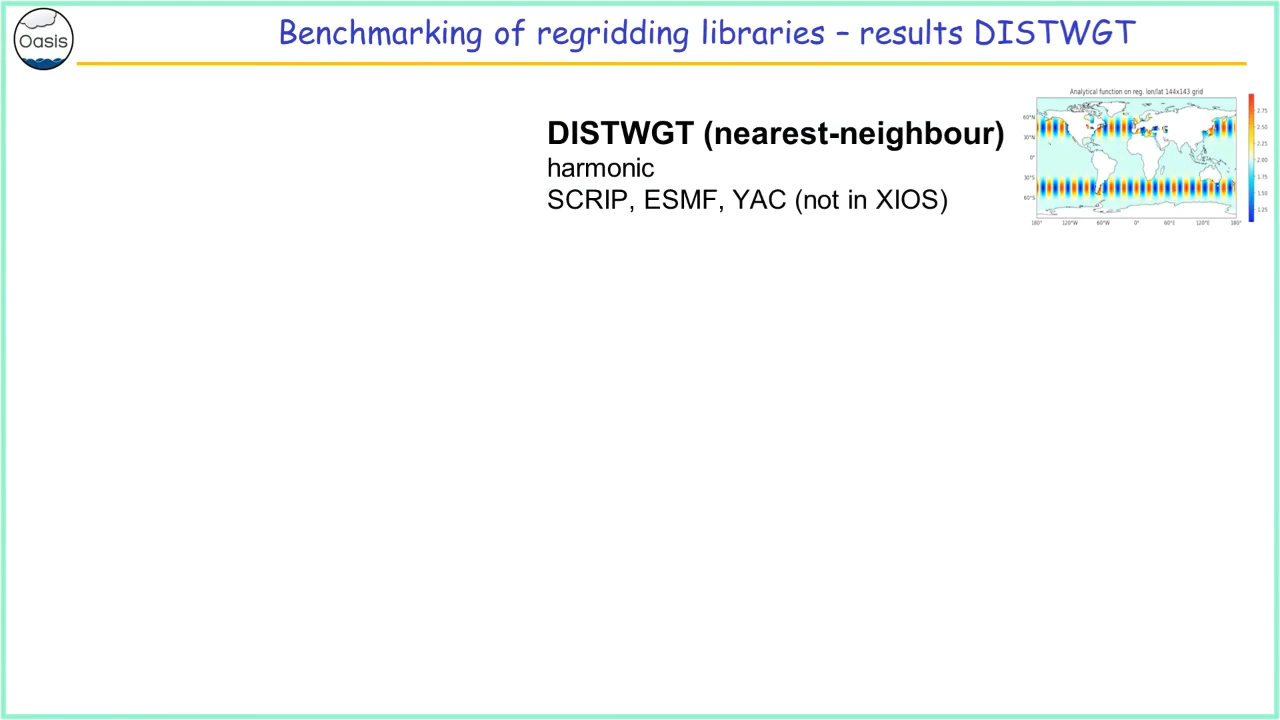 Oasis
Benchmarking of regridding libraries – results DISTWGT
DISTWGT (nearest-neighbour)
harmonic
SCRIP, ESMF, YAC (not in XIOS)
Analytical function on reg. lon/lat 144x143 grid
60°N
30°N
0°
30°S
60°S
180° 120°W 60°W 0° 60°E 120°E 180°
2.75
2.50
2.25
2.00
1.75
1.50
1.25